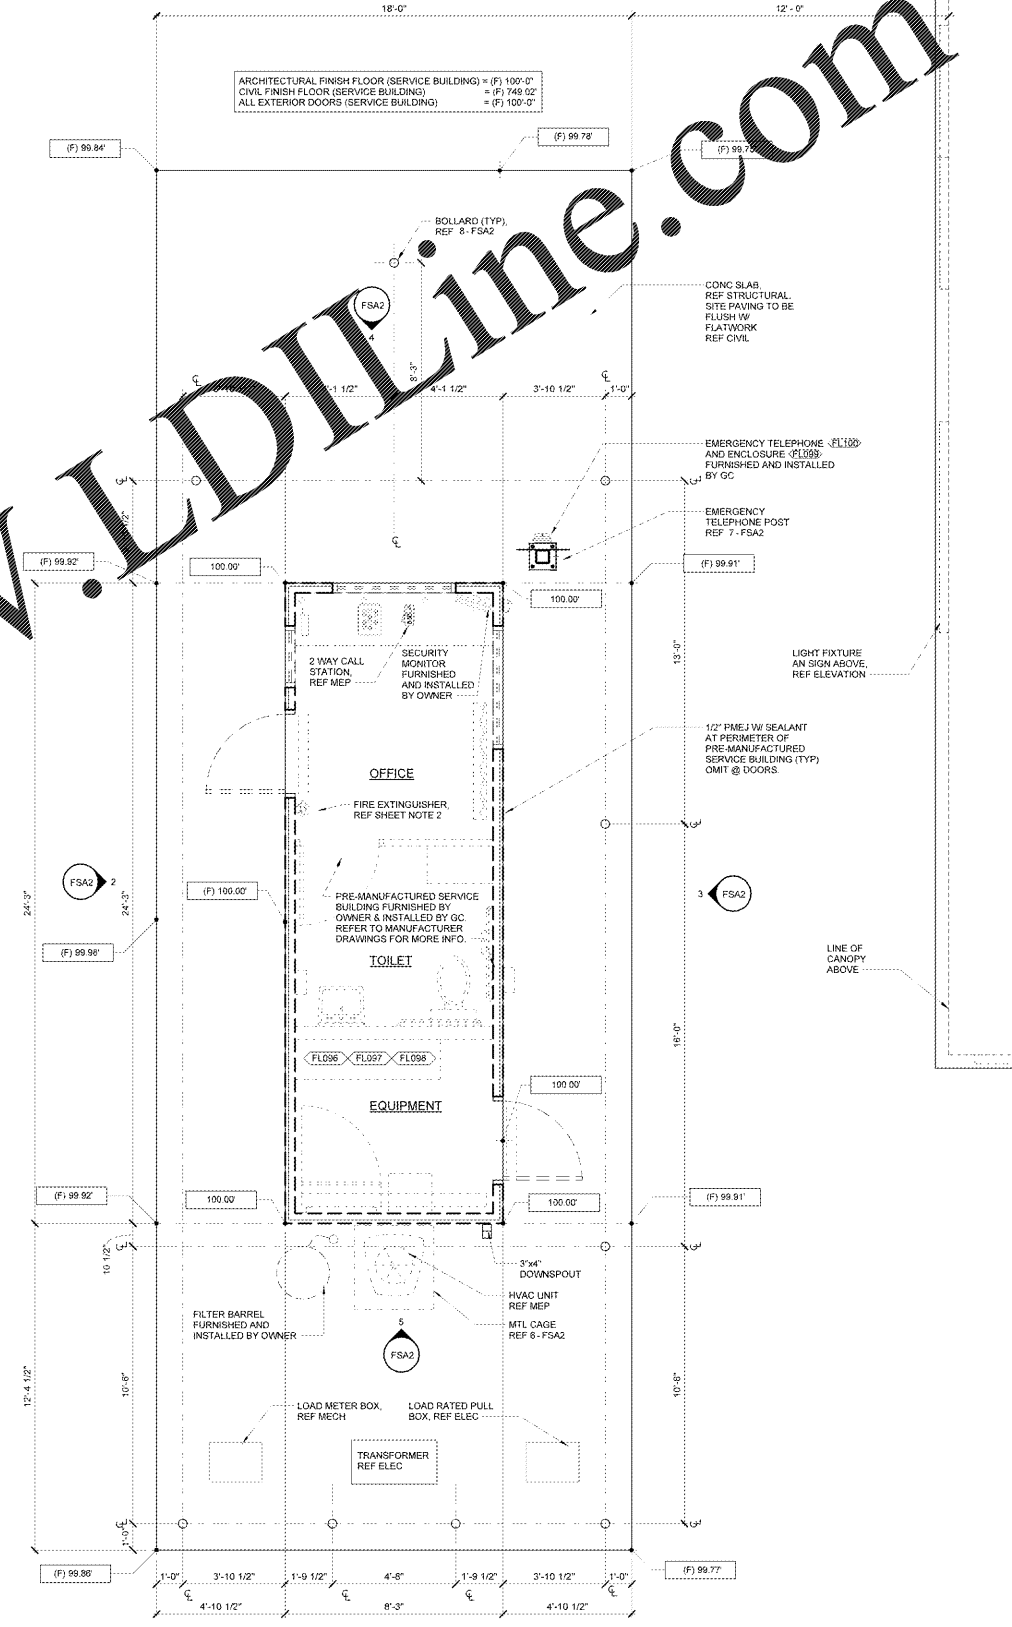 18'-0"
12' - 0"
ARCHITECTURAL FINISH FLOOR (SERVICE BUILDING) = (F) 100'-0"
CIVIL FINISH FLOOR (SERVICE BUILDING) = (F) 749.02'
ALL EXTERIOR DOORS (SERVICE BUILDING) = (F) 100'-0"
(F) 99.84'
(F) 99.78'
.LDILine.com
BOLLARD (TYP),
REF 8 - FSA2
FSA2
4
CONC SLAB,
REF STRUCTURAL.
SITE PAVING TO BE
FLUSH W/
FLATWORK
REF CIVIL
8'-3"
4'-1 1/2"
3'-10 1/2"
1'-0"
EMERGENCY TELEPHONE FL100
AND ENCLOSURE FL099
FURNISHED AND INSTALLED
BY GC
EMERGENCY
TELEPHONE POST
REF 7 - FSA2
(F) 99.92'
100.00'
(F) 99.91'
100.00'
2 WAY CALL
STATION,
REF MEP
SECURITY
MONITOR
FURNISHED
AND INSTALLED
BY OWNER
13'-0"
LIGHT FIXTURE
AN SIGN ABOVE,
REF ELEVATION
1/2" PMEJ W/ SEALANT
AT PERIMETER OF
PRE-MANUFACTURED
SERVICE BUILDING (TYP)
OMIT @ DOORS.
OFFICE
FIRE EXTINGUISHER,
REF SHEET NOTE 2
FSA2 2
24'-3"
24'-3"
(F) 100.00'
3 FSA2
PRE-MANUFACTURED SERVICE
BUILDING FURNISHED BY
OWNER & INSTALLED BY GC.
REFER TO MANUFACTURER
DRAWINGS FOR MORE INFO.
(F) 99.98'
TOILET
LINE OF
CANOPY
ABOVE
16'-0"
FL096 FL097 FL098
100.00'
EQUIPMENT
(F) 99.92'
100.00'
100.00'
(F) 99.91'
10 1/2"
3"x4"
DOWNSPOUT
HVAC UNIT
REF MEP
FILTER BARREL
FURNISHED AND
INSTALLED BY OWNER
MTL CAGE
REF 6 - FSA2
5
FSA2
12'-4 1/2"
10'-6"
10'-6"
LOAD METER BOX,
REF MECH
LOAD RATED PULL
BOX, REF ELEC
TRANSFORMER
REF ELEC
1'-0"
(F) 99.86'
(F) 99.77'
1'-0" 3'-10 1/2" 1'-9 1/2" 4'-8" 1'-9 1/2" 3'-10 1/2" 1'-0"
4'-10 1/2" 8'-3" 4'-10 1/2"